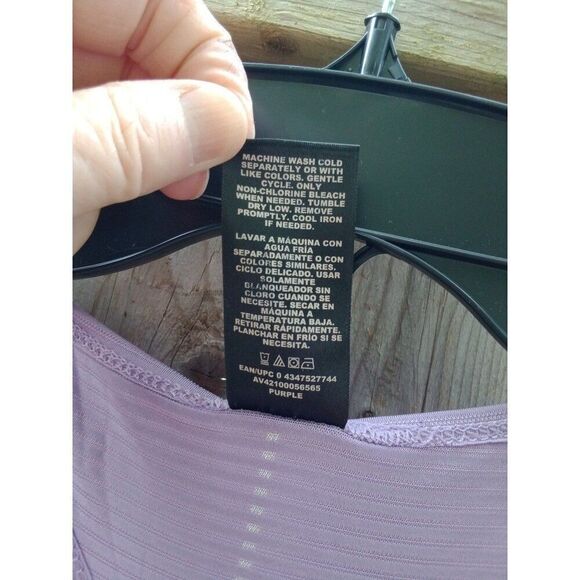 MACHINE WASH COLD
SEPARATELY OR WITH
LIKE COLORS. GENTLE
CYCLE. ONLY
NON-CHLORINE BLEACH
WHEN NEEDED. TUMBLE
DRY LOW. REMOVE
PROMPTLY. COOL IRON
IF NEEDED.
LAVAR A MÁQUINA CON
AGUA FRÍA
SEPARADAMENTE O CON
COLORES SIMILARES.
CICLO DELICADO. USAR
SOLAMENTE
BLANQUEADOR SIN
CLORO CUANDO SE
NECESITE. SECAR EN
MÁQUINA A
TEMPERATURA BAJA.
RETIRAR RÁPIDAMENTE.
PLANCHAR EN FRÍO SI SE
NECESITA.
EAN/UPC 0 4347527744
AV42100056565
PURPLE